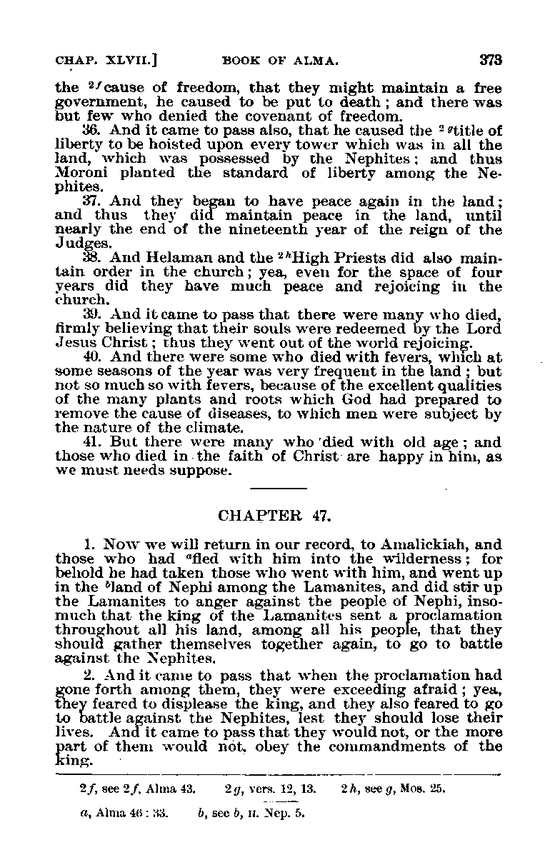 CHAP. XLVII.] BOOK OF ALMA. 373
the 2fcause of freedom, that they might maintain a free
government, he caused to be put to death; and there was
but few who denied the covenant of freedom.
36. And it came to pass also, that he caused the 2gtitle of
liberty to be hoisted upon every tower which was in all the
land, which was possessed by the Nephites; and thus
Moroni planted the standard of liberty among the Ne-
phites.
37. And they began to have peace again in the land;
and thus they did maintain peace in the land, until
nearly the end of the nineteenth year of the reign of the
Judges.
38. And Helaman and the 2hHigh Priests did also main-
tain order in the church; yea, even for the space of four
years did they have much peace and rejoicing in the
church.
39. And it came to pass that there were many who died,
firmly believing that their souls were redeemed by the Lord
Jesus Christ; thus they went out of the world rejoicing.
40. And there were some who died with fevers, which at
some seasons of the year was very frequent in the land; but
not so much so with fevers, because of the excellent qualities
of the many plants and roots which God had prepared to
remove the cause of diseases, to which men were subject by
the nature of the climate.
41. But there were many who died with old age; and
those who died in the faith of Christ are happy in him, as
we must needs suppose.
CHAPTER 47.
1. Now we will return in our record, to Amalickiah, and
those who had afled with him into the wilderness; for
behold he had taken those who went with him, and went up
in the bland of Nephi among the Lamanites, and did stir up
the Lamanites to anger against the people of Nephi, inso-
much that the king of the Lamanites sent a proclamation
throughout all his land, among all his people, that they
should gather themselves together again, to go to battle
against the Nephites.
2. And it came to pass that when the proclamation had
gone forth among them, they were exceeding afraid; yea,
they feared to displease the king, and they also feared to go
to battle against the Nephites, lest they should lose their
lives. And it came to pass that they would not, or the more
part of them would not, obey the commandments of the
king.
2f, see 2f, Alma 43. 2g, vers. 12, 13. 2h, see g, Mos. 25.
a, Alma 46:33. b, see b, II. Nep. 5.